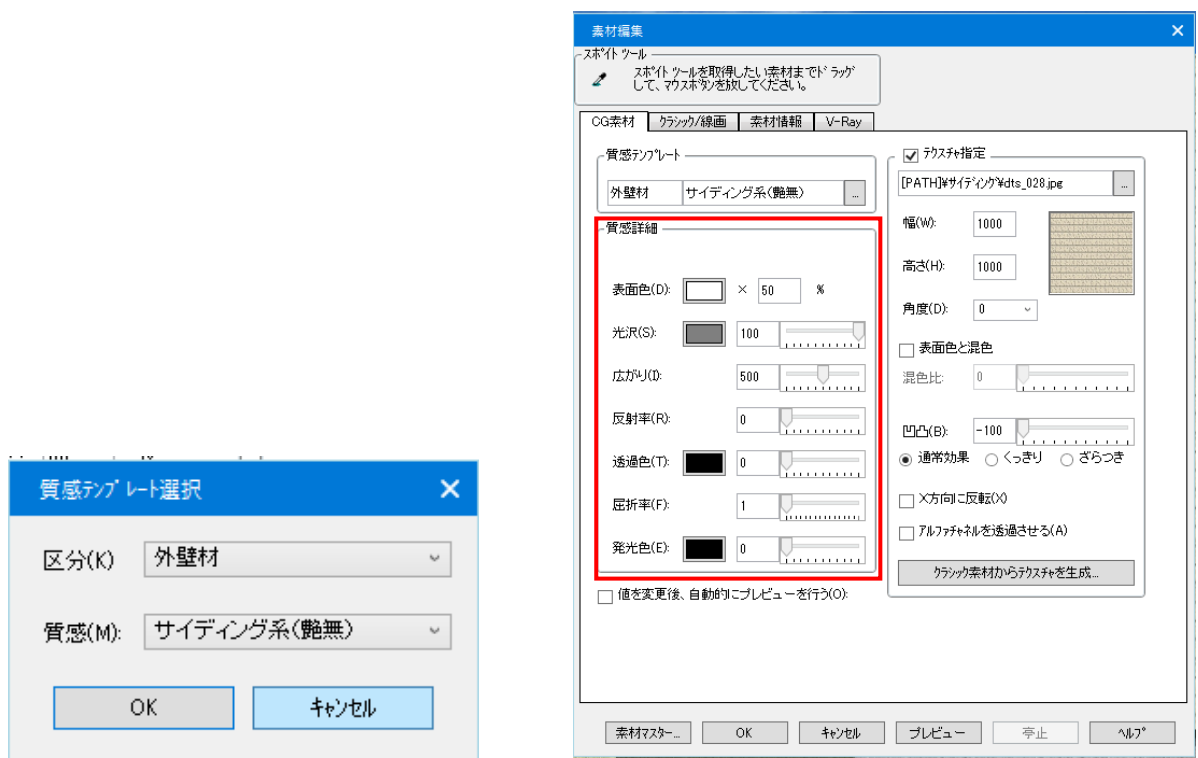 質感テンプレート選択
区分(K)
外壁材
質感(M):
サイディング系(艶無)
OK
キャンセル
素材編集
スポイト ツール
スポイト ツールを取得したい素材までドラッグ
して、マウスボタンを放してください。
CG素材
クラシック/線画
素材情報
V-Ray
質感テンプレート
外壁材
サイディング系(艶無)
...
質感詳細
表面色(D):
×
50
%
光沢(S):
100
広がり(I):
500
反射率(R):
0
透過色(T):
0
屈折率(F):
1
発光色(E):
0
値を変更後、自動的にプレビューを行う(O):
テクスチャ指定
[PATH]¥サイディング¥dts_028.jpg
...
幅(W):
1000
高さ(H):
1000
角度(D):
0
表面色と混色
混色比:
0
凹凸(B):
-100
通常効果
くっきり
ざらつき
X方向に反転(X)
アルファチャネルを透過させる(A)
クラシック素材からテクスチャを生成...
素材マスター...
OK
キャンセル
プレビュー
停止
ヘルプ